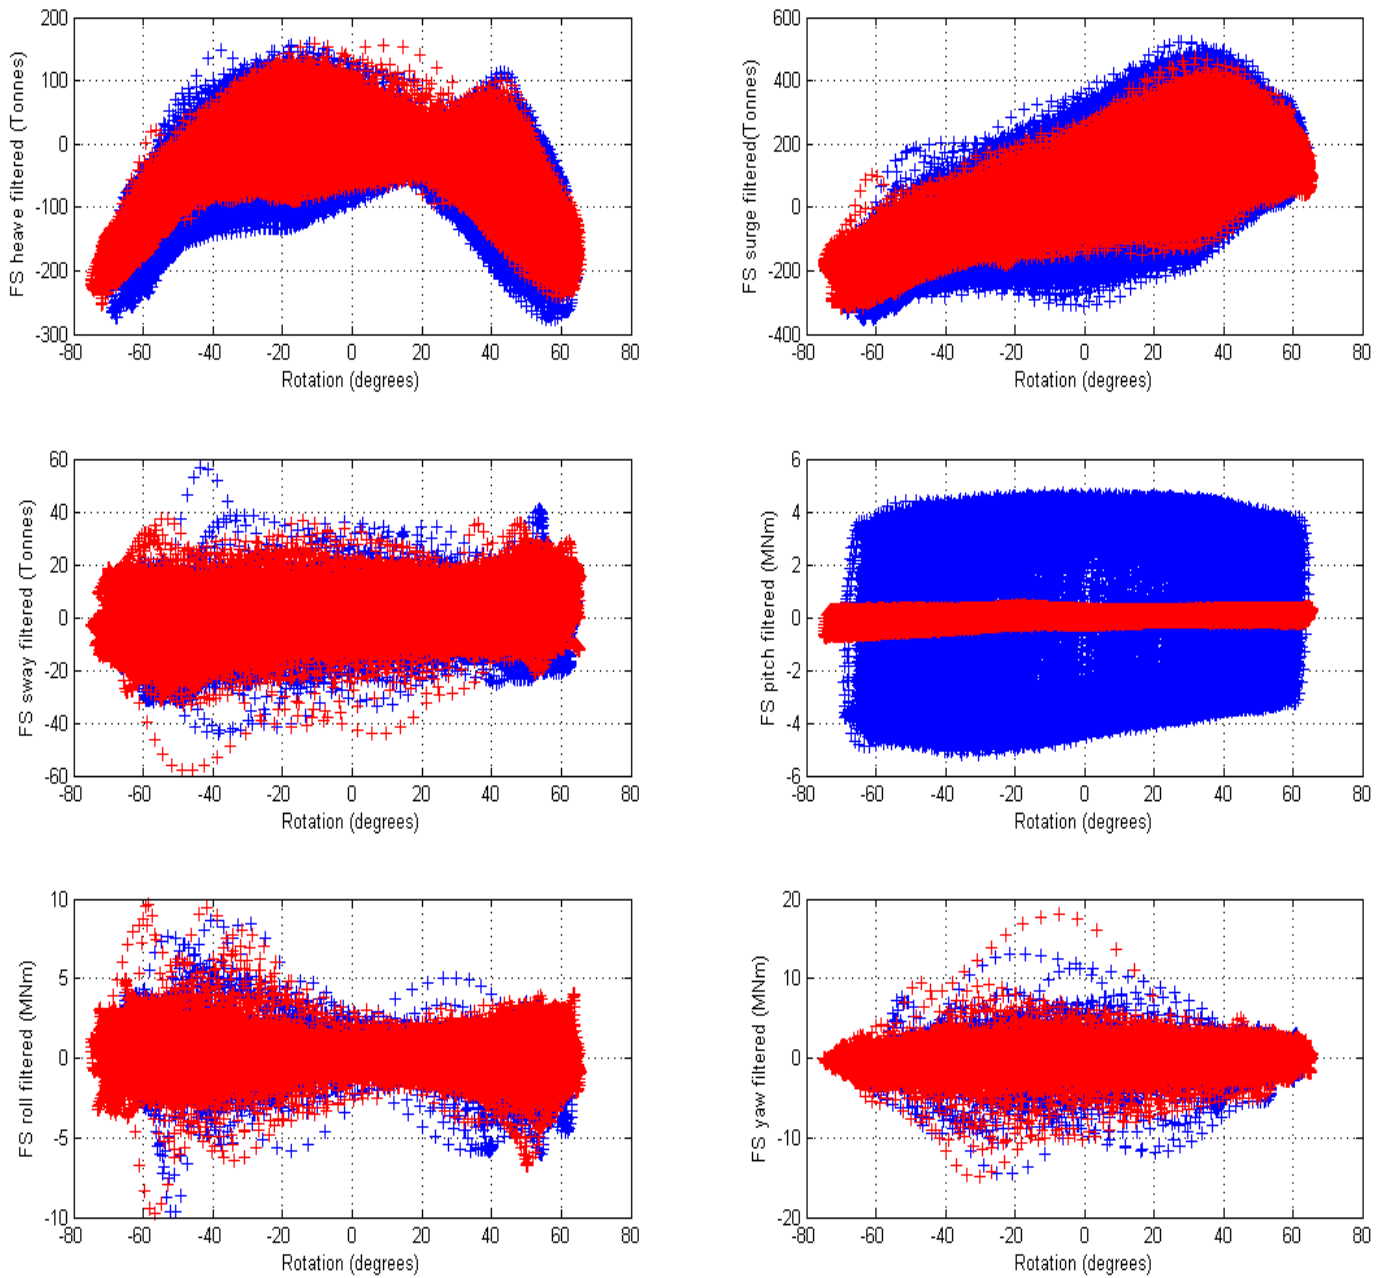 FS heave filtered (Tonnes)
200
100
0
-100
-200
-300
-80 -60 -40 -20 0 20 40 60 80
Rotation (degrees)
FS surge filtered(Tonnes)
600
400
200
0
-200
-400
-80 -60 -40 -20 0 20 40 60 80
Rotation (degrees)
FS sway filtered (Tonnes)
60
40
20
0
-20
-40
-60
-80 -60 -40 -20 0 20 40 60 80
Rotation (degrees)
FS pitch filtered (MNm)
6
4
2
0
-2
-4
-6
-80 -60 -40 -20 0 20 40 60 80
Rotation (degrees)
FS roll filtered (MNm)
10
5
0
-5
-10
-80 -60 -40 -20 0 20 40 60 80
Rotation (degrees)
FS yaw filtered (MNm)
20
10
0
-10
-20
-80 -60 -40 -20 0 20 40 60 80
Rotation (degrees)